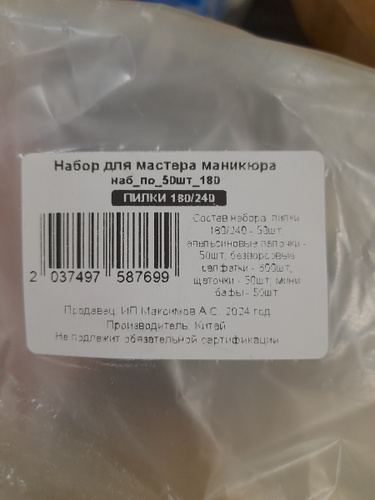 Набор для мастера маникюра
наб_по_50шт_180
ПИЛКИ 180/240
Состав набора: пилки
180/240 - 50шт,
апельсиновые палочки -
50шт, безворсовые
салфетки - 600шт,
щеточки - 50шт, мини
бафы - 50шт
2 037497 587699
Продавец: ИП Максимов А.С. 2024 год
Производитель: Китай
Не подлежит обязательной сертификации